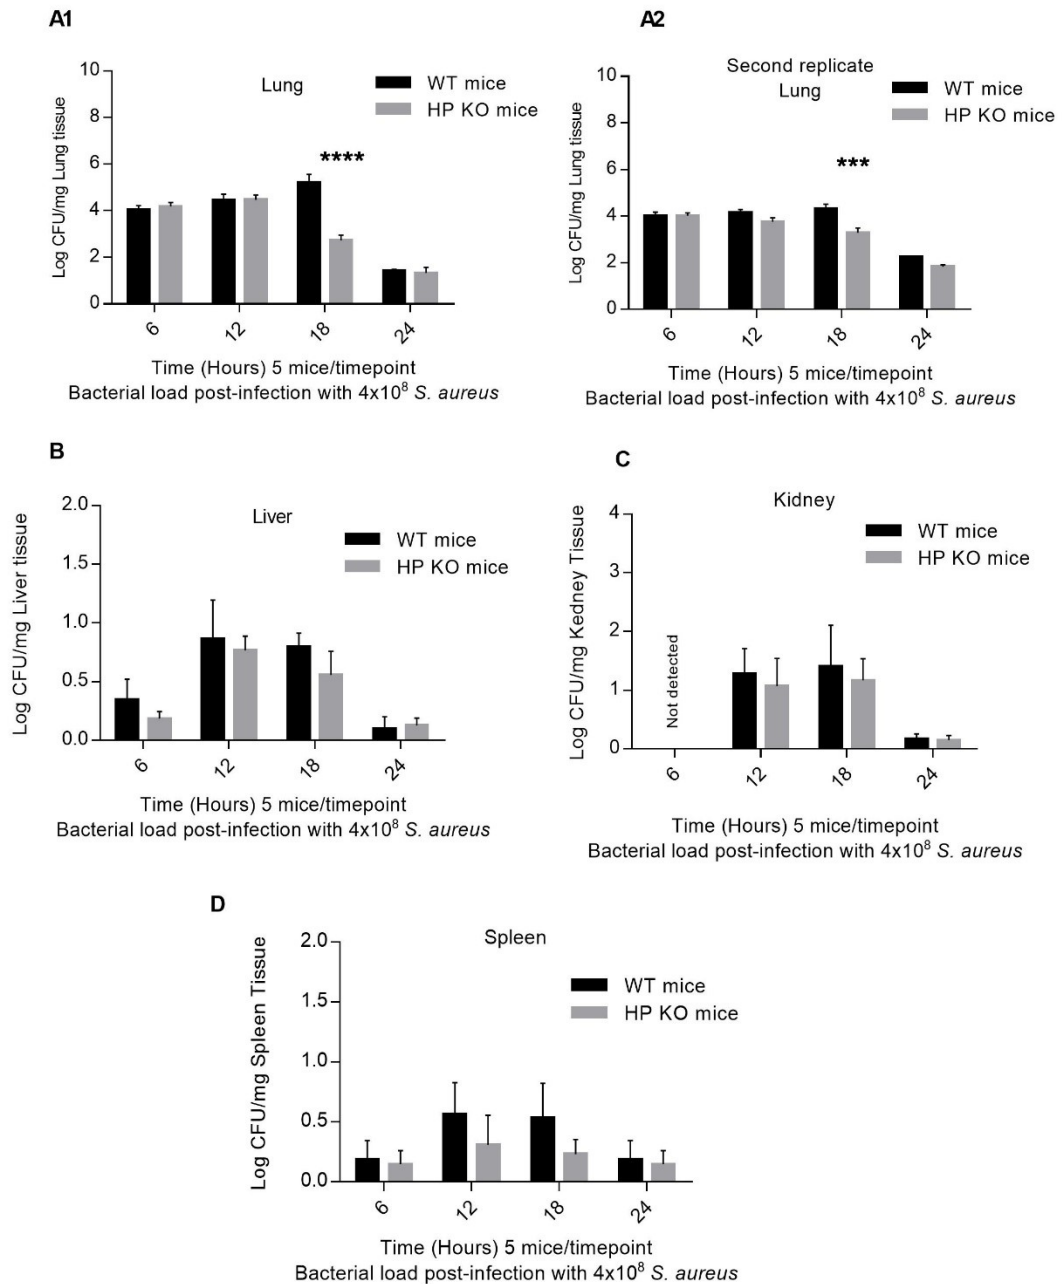 A1
Lung
WT mice
HP KO mice
Log CFU/mg Lung tissue
10
8
6
4
2
0
****
6
12
18
24
Time (Hours) 5 mice/timepoint
Bacterial load post-infection with 4x10⁸ S. aureus
A2
Second replicate
Lung
WT mice
HP KO mice
Log CFU/mg Lung tissue
10
8
6
4
2
0
***
6
12
18
24
Time (Hours) 5 mice/timepoint
Bacterial load post-infection with 4x10⁸ S. aureus
B
Liver
WT mice
HP KO mice
Log CFU/mg Liver tissue
2.0
1.5
1.0
0.5
0.0
6
12
18
24
Time (Hours) 5 mice/timepoint
Bacterial load post-infection with 4x10⁸ S. aureus
C
Kidney
WT mice
HP KO mice
Log CFU/mg Kedney Tissue
4
3
2
1
0
Not detected
6
12
18
24
Time (Hours) 5 mice/timepoint
Bacterial load post-infection with 4x10⁸ S. aureus
D
Spleen
WT mice
HP KO mice
Log CFU/mg Spleen Tissue
2.0
1.5
1.0
0.5
0.0
6
12
18
24
Time (Hours) 5 mice/timepoint
Bacterial load post-infection with 4x10⁸ S. aureus